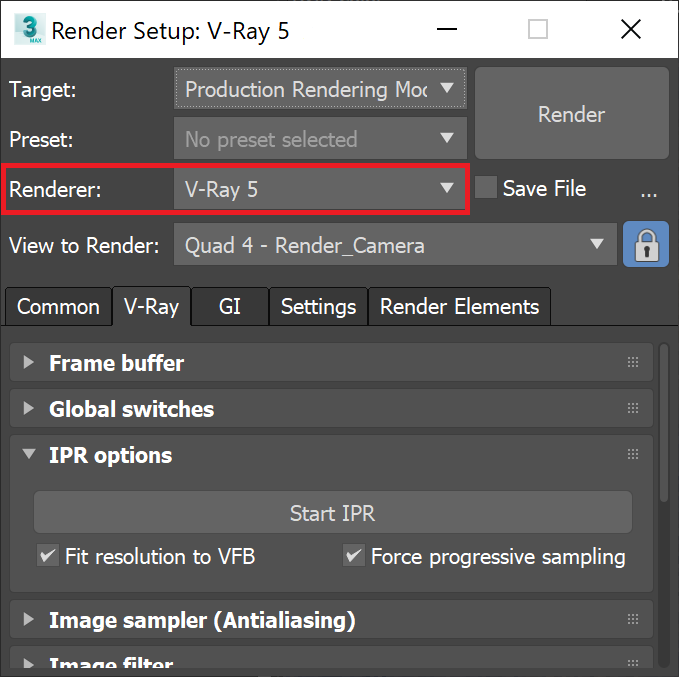 3 MAX Render Setup: V-Ray 5
Target: Production Rendering Moc
Render
Preset: No preset selected
Renderer: V-Ray 5
Save File ...
View to Render: Quad 4 - Render_Camera
Common V-Ray GI Settings Render Elements
Frame buffer
Global switches
IPR options
Start IPR
Fit resolution to VFB Force progressive sampling
Image sampler (Antialiasing)
Image filter